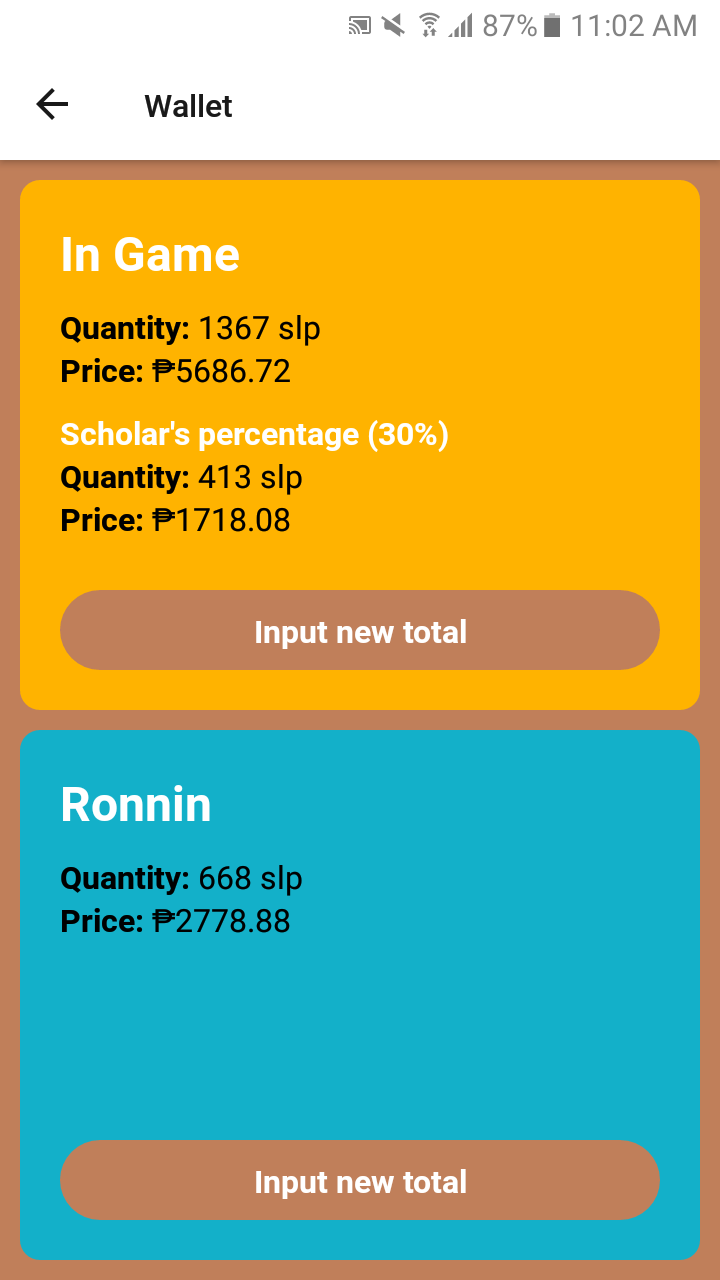 87% 11:02 AM
Wallet
In Game
Quantity: 1367 slp
Price: ₱5686.72
Scholar's percentage (30%)
Quantity: 413 slp
Price: ₱1718.08
Input new total
Ronnin
Quantity: 668 slp
Price: ₱2778.88
Input new total